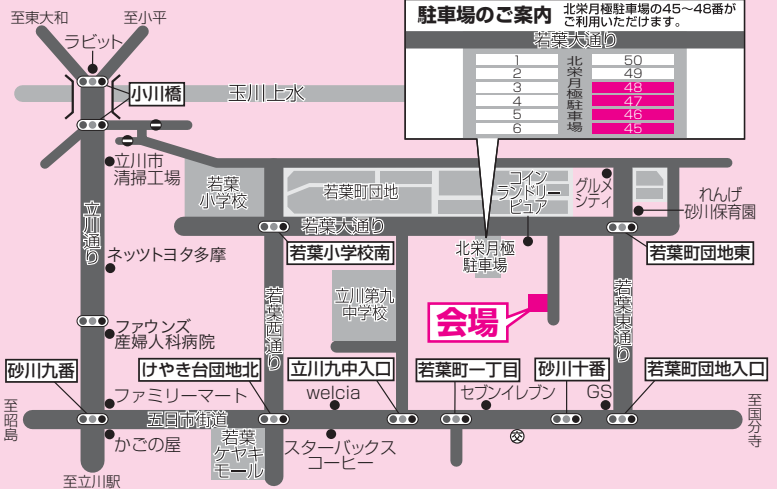 至東大和
至小平
ラピット
小川橋
玉川上水
駐車場のご案内
北栄月極駐車場の45～48番が
ご利用いただけます。
若葉大通り
1
2
3
4
5
6
北栄月極駐車場
50
49
48
47
46
45
立川市
清掃工場
若葉
小学校
若葉町団地
コイン
ランドリー
ピュア
グルメ
シティ
れんげ
砂川保育園
若葉大通り
立川通り
ネッツトヨタ多摩
若葉小学校南
北栄月極
駐車場
若葉町団地東
若葉西通り
立川第九
中学校
会場
若葉東通り
ファウンズ
産婦人科病院
砂川九番
けやき台団地北
立川九中入口
若葉町一丁目
砂川十番
若葉町団地入口
ファミリーマート
welcia
セブンイレブン
GS
至昭島
五日市街道
至国分寺
かごの屋
若葉
ケヤキ
モール
スターバックス
コーヒー
交
至立川駅